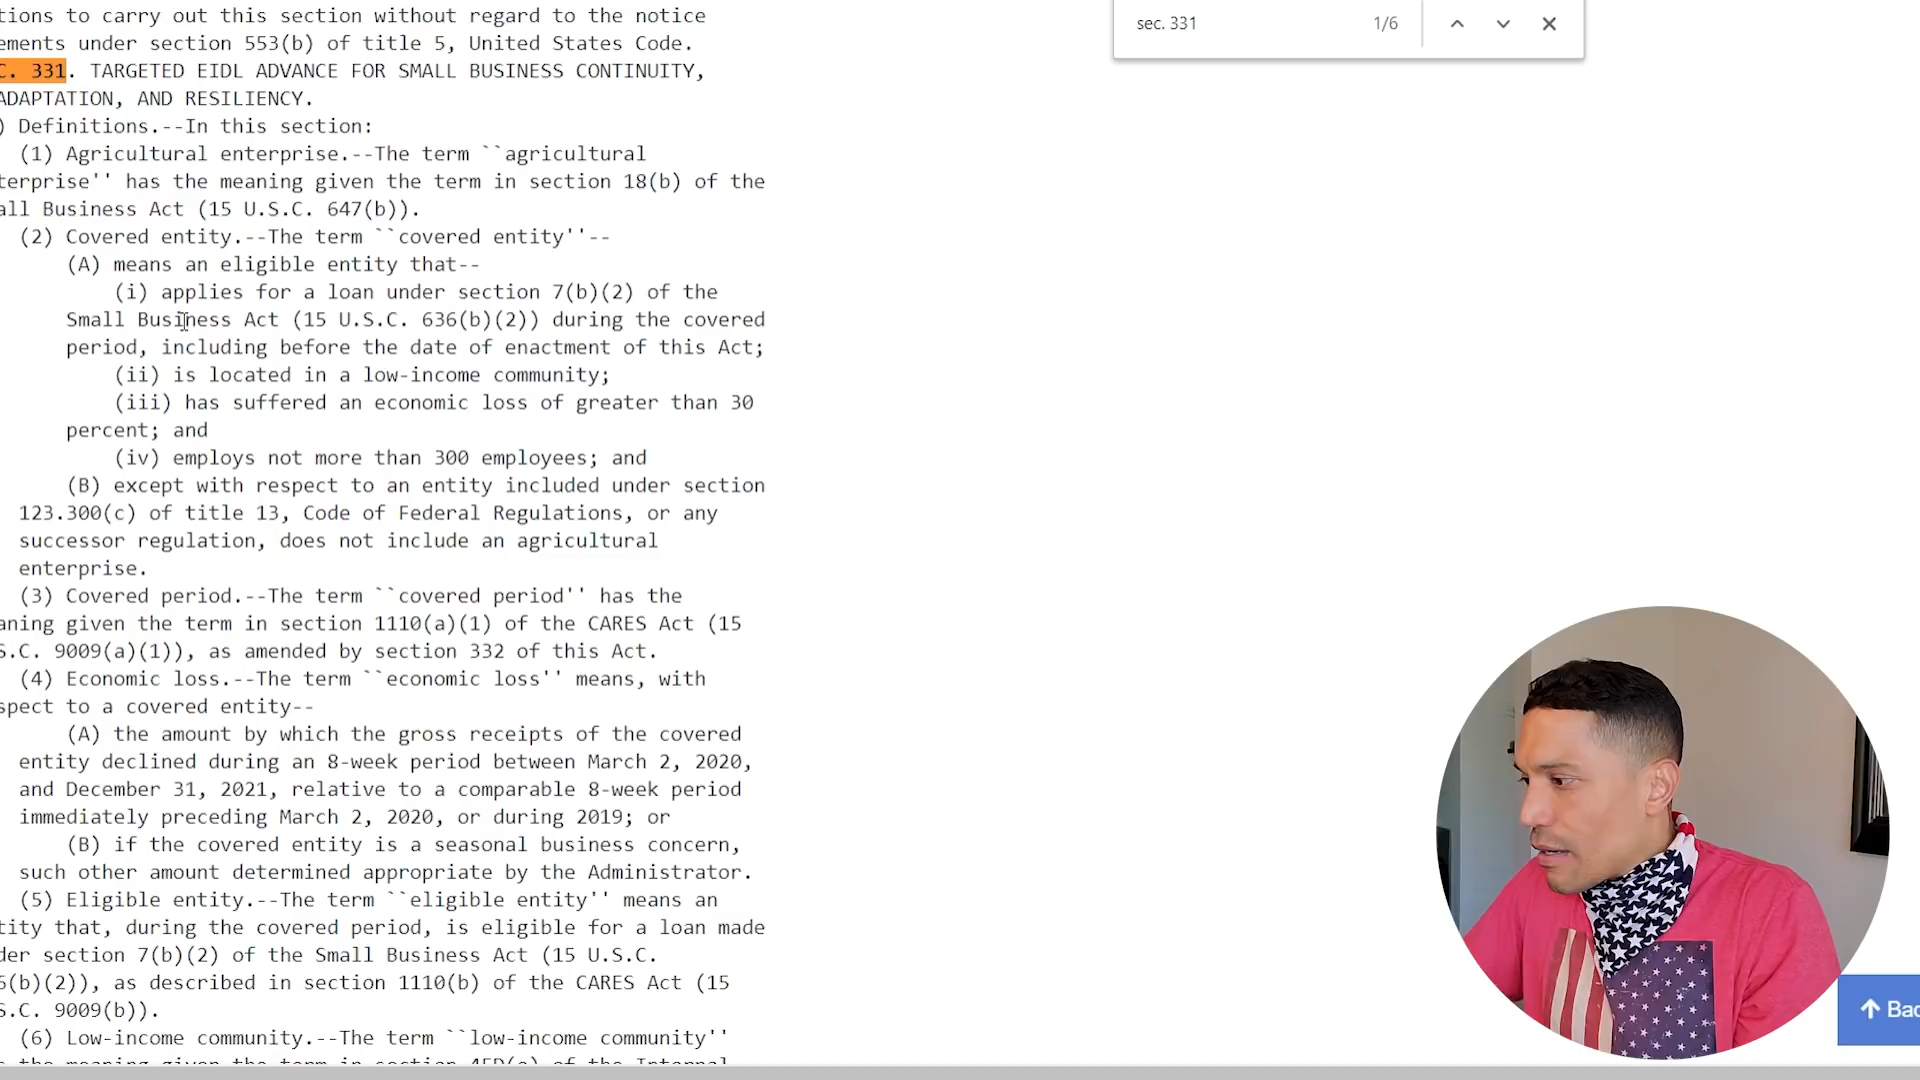 tions to carry out this section without regard to the notice
ements under section 553(b) of title 5, United States Code.
C. 331. TARGETED EIDL ADVANCE FOR SMALL BUSINESS CONTINUITY,
ADAPTATION, AND RESILIENCY.
) Definitions.--In this section:
(1) Agricultural enterprise.--The term ``agricultural
terprise'' has the meaning given the term in section 18(b) of the
all Business Act (15 U.S.C. 647(b)).
(2) Covered entity.--The term ``covered entity''--
(A) means an eligible entity that--
(i) applies for a loan under section 7(b)(2) of the
Small Business Act (15 U.S.C. 636(b)(2)) during the covered
period, including before the date of enactment of this Act;
(ii) is located in a low-income community;
(iii) has suffered an economic loss of greater than 30
percent; and
(iv) employs not more than 300 employees; and
(B) except with respect to an entity included under section
123.300(c) of title 13, Code of Federal Regulations, or any
successor regulation, does not include an agricultural
enterprise.
(3) Covered period.--The term ``covered period'' has the
aning given the term in section 1110(a)(1) of the CARES Act (15
S.C. 9009(a)(1)), as amended by section 332 of this Act.
(4) Economic loss.--The term ``economic loss'' means, with
spect to a covered entity--
(A) the amount by which the gross receipts of the covered
entity declined during an 8-week period between March 2, 2020,
and December 31, 2021, relative to a comparable 8-week period
immediately preceding March 2, 2020, or during 2019; or
(B) if the covered entity is a seasonal business concern,
such other amount determined appropriate by the Administrator.
(5) Eligible entity.--The term ``eligible entity'' means an
tity that, during the covered period, is eligible for a loan made
der section 7(b)(2) of the Small Business Act (15 U.S.C.
6(b)(2)), as described in section 1110(b) of the CARES Act (15
S.C. 9009(b)).
(6) Low-income community.--The term ``low-income community''
the meaning given the term in section 45D(e) of the Internal
sec. 331
1/6
Bac